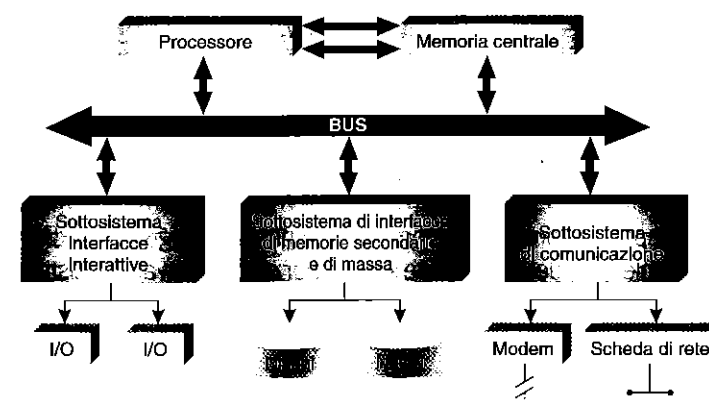 Processore
Memoria centrale
BUS
Sottosistema
Interfacce
Interattive
Sottosistema di interfacce
di memorie secondarie
e di massa
Sottosistema
di comunicazione
I/O
I/O
Modem
Scheda di rete